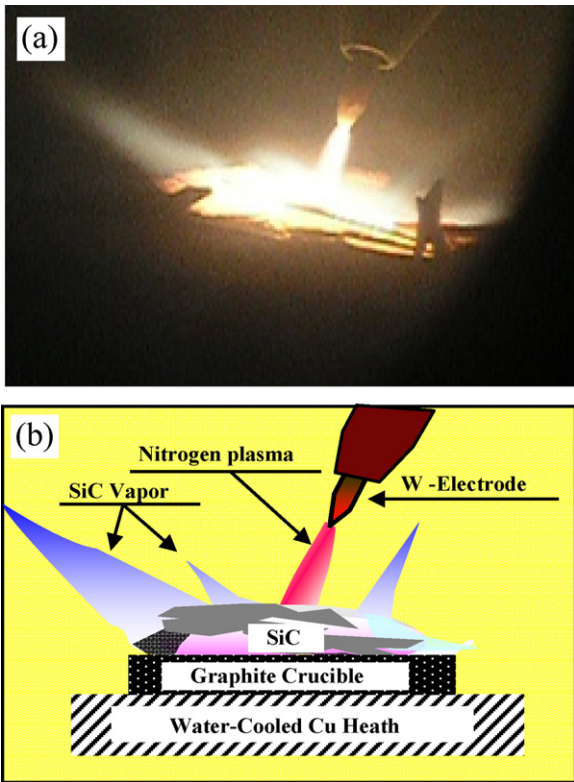 (a)
(b)
Nitrogen plasma
SiC Vapor
W -Electrode
SiC
Graphite Crucible
Water-Cooled Cu Heath